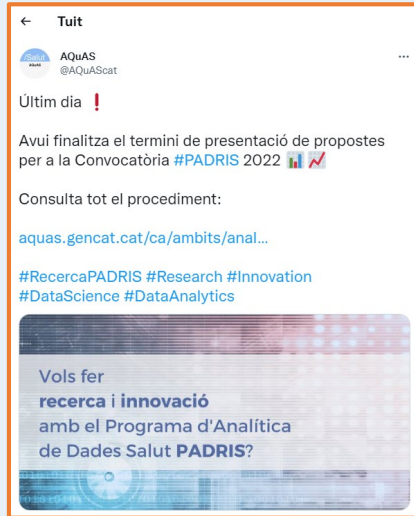 ← Tuit
/Salut
AQuAS
AQuAS
@AQuAScat
...
Últim dia ❗
Avui finalitza el termini de presentació de propostes
per a la Convocatòria #PADRIS 2022 📊 📈
Consulta tot el procediment:
aquas.gencat.cat/ca/ambits/anal...
#RecercaPADRIS #Research #Innovation
#DataScience #DataAnalytics
Vols fer
recerca i innovació
amb el Programa d'Analítica
de Dades Salut PADRIS?